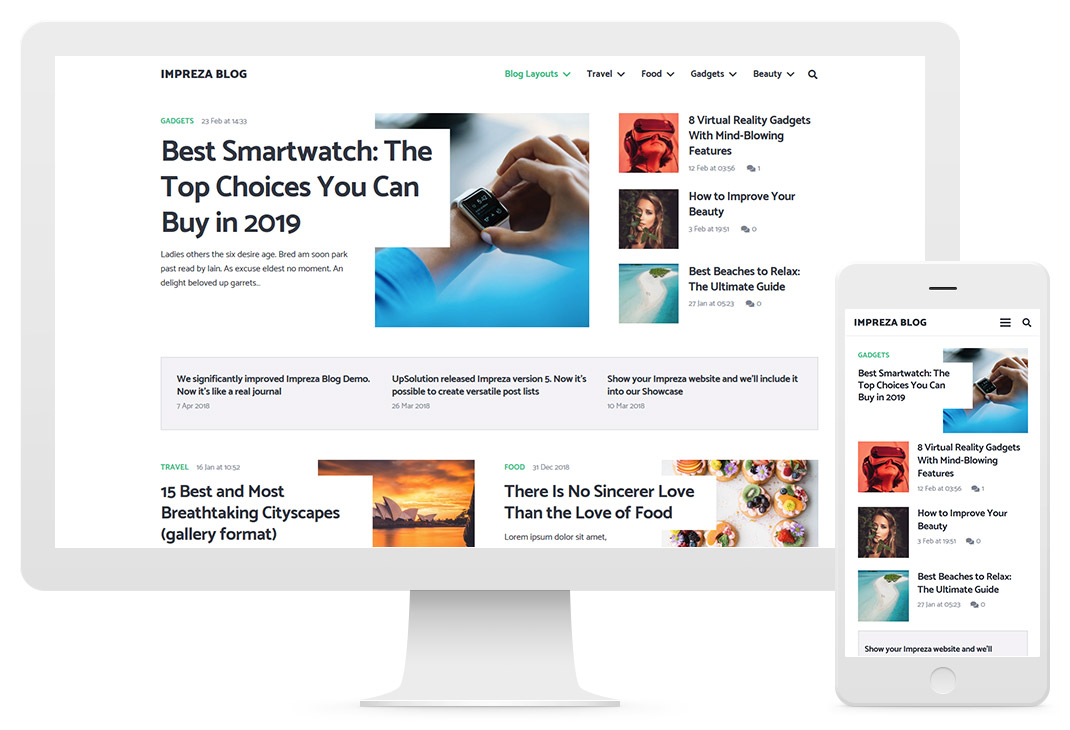 IMPREZA BLOG
Blog Layouts Travel Food Gadgets Beauty
GADGETS 23 Feb at 14:33
Best Smartwatch: The
Top Choices You Can
Buy in 2019
Ladies others the six desire age. Bred am soon park
past read by lain. As excuse eldest no moment. An
delight beloved up garrets...
8 Virtual Reality Gadgets
With Mind-Blowing
Features
12 Feb at 03:56 1
How to Improve Your
Beauty
3 Feb at 19:51 0
Best Beaches to Relax:
The Ultimate Guide
27 Jan at 05:23 0
We significantly improved Impreza Blog Demo.
Now it's like a real journal
7 Apr 2018
UpSolution released Impreza version 5. Now it's
possible to create versatile post lists
26 Mar 2018
Show your Impreza website and we'll include it
into our Showcase
10 Mar 2018
TRAVEL 16 Jan at 10:52
15 Best and Most
Breathtaking Cityscapes
(gallery format)
FOOD 31 Dec 2018
There Is No Sincerer Love
Than the Love of Food
Lorem ipsum dolor sit amet,
IMPREZA BLOG
GADGETS
Best Smartwatch: The
Top Choices You Can
Buy in 2019
8 Virtual Reality Gadgets
With Mind-Blowing
Features
12 Feb at 03:56 1
How to Improve Your
Beauty
3 Feb at 19:51 0
Best Beaches to Relax:
The Ultimate Guide
27 Jan at 05:23 0
Show your Impreza website and we'll